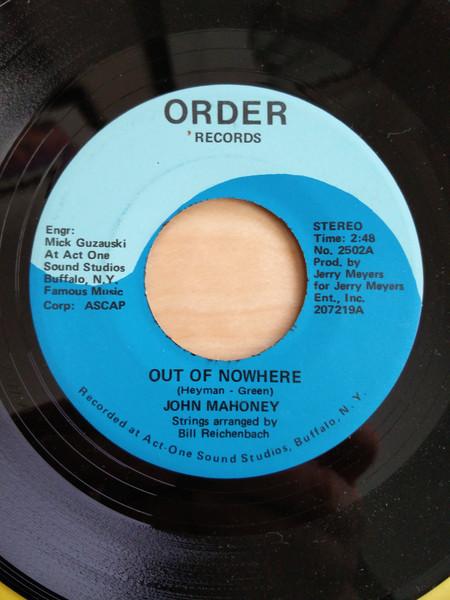 ORDER
RECORDS
Engr:
Mick Guzauski
At Act One
Sound Studios
Buffalo, N.Y.
Famous Music
Corp: ASCAP
STEREO
Time: 2:48
No. 2502A
Prod. by
Jerry Meyers
for Jerry Meyers
Ent., Inc.
207219A
OUT OF NOWHERE
(Heyman - Green)
JOHN MAHONEY
Strings arranged by
Bill Reichenbach
Recorded at Act-One Sound Studios, Buffalo, N.Y.